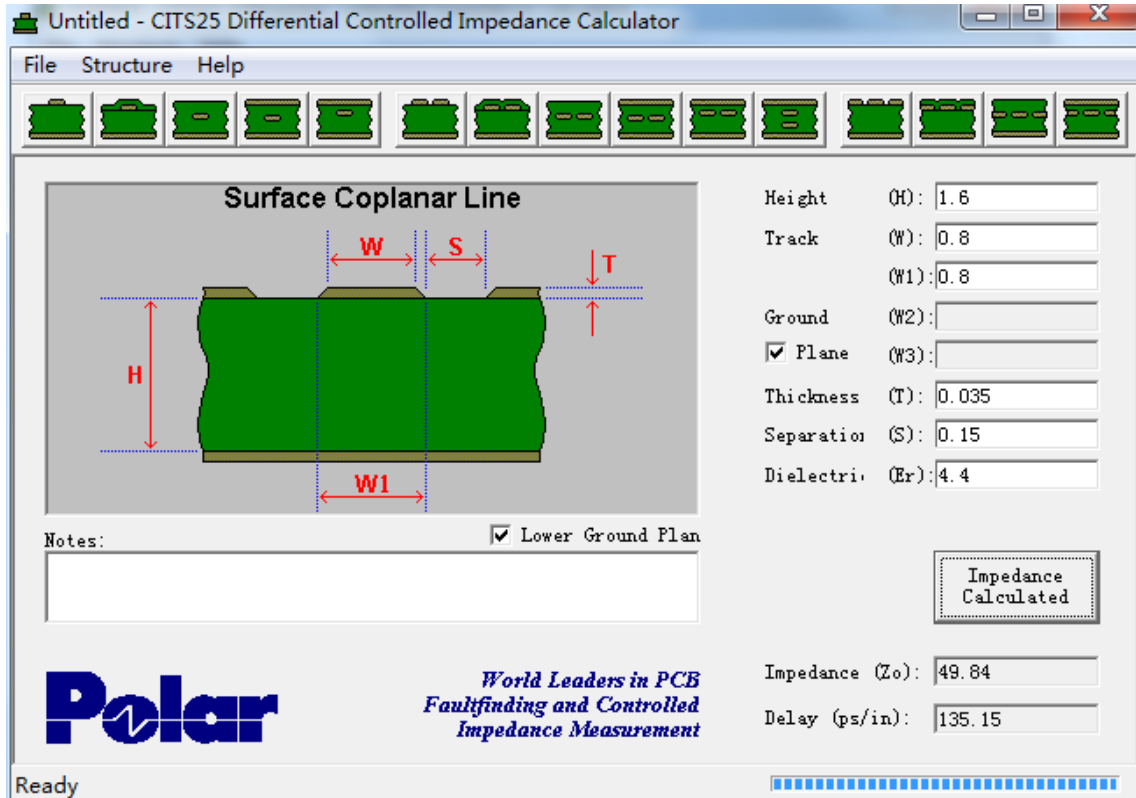 Untitled - CITS25 Differential Controlled Impedance Calculator
File Structure Help
Surface Coplanar Line
W
S
T
H
W1
Notes:
Lower Ground Plan
Polar
World Leaders in PCB
Faultfinding and Controlled
Impedance Measurement
Height (H): 1.6
Track (W): 0.8
(W1): 0.8
Ground (W2):
Plane (W3):
Thickness (T): 0.035
Separatio (S): 0.15
Dielectri (Er): 4.4
Impedance
Calculated
Impedance (Zo): 49.84
Delay (ps/in): 135.15
Ready